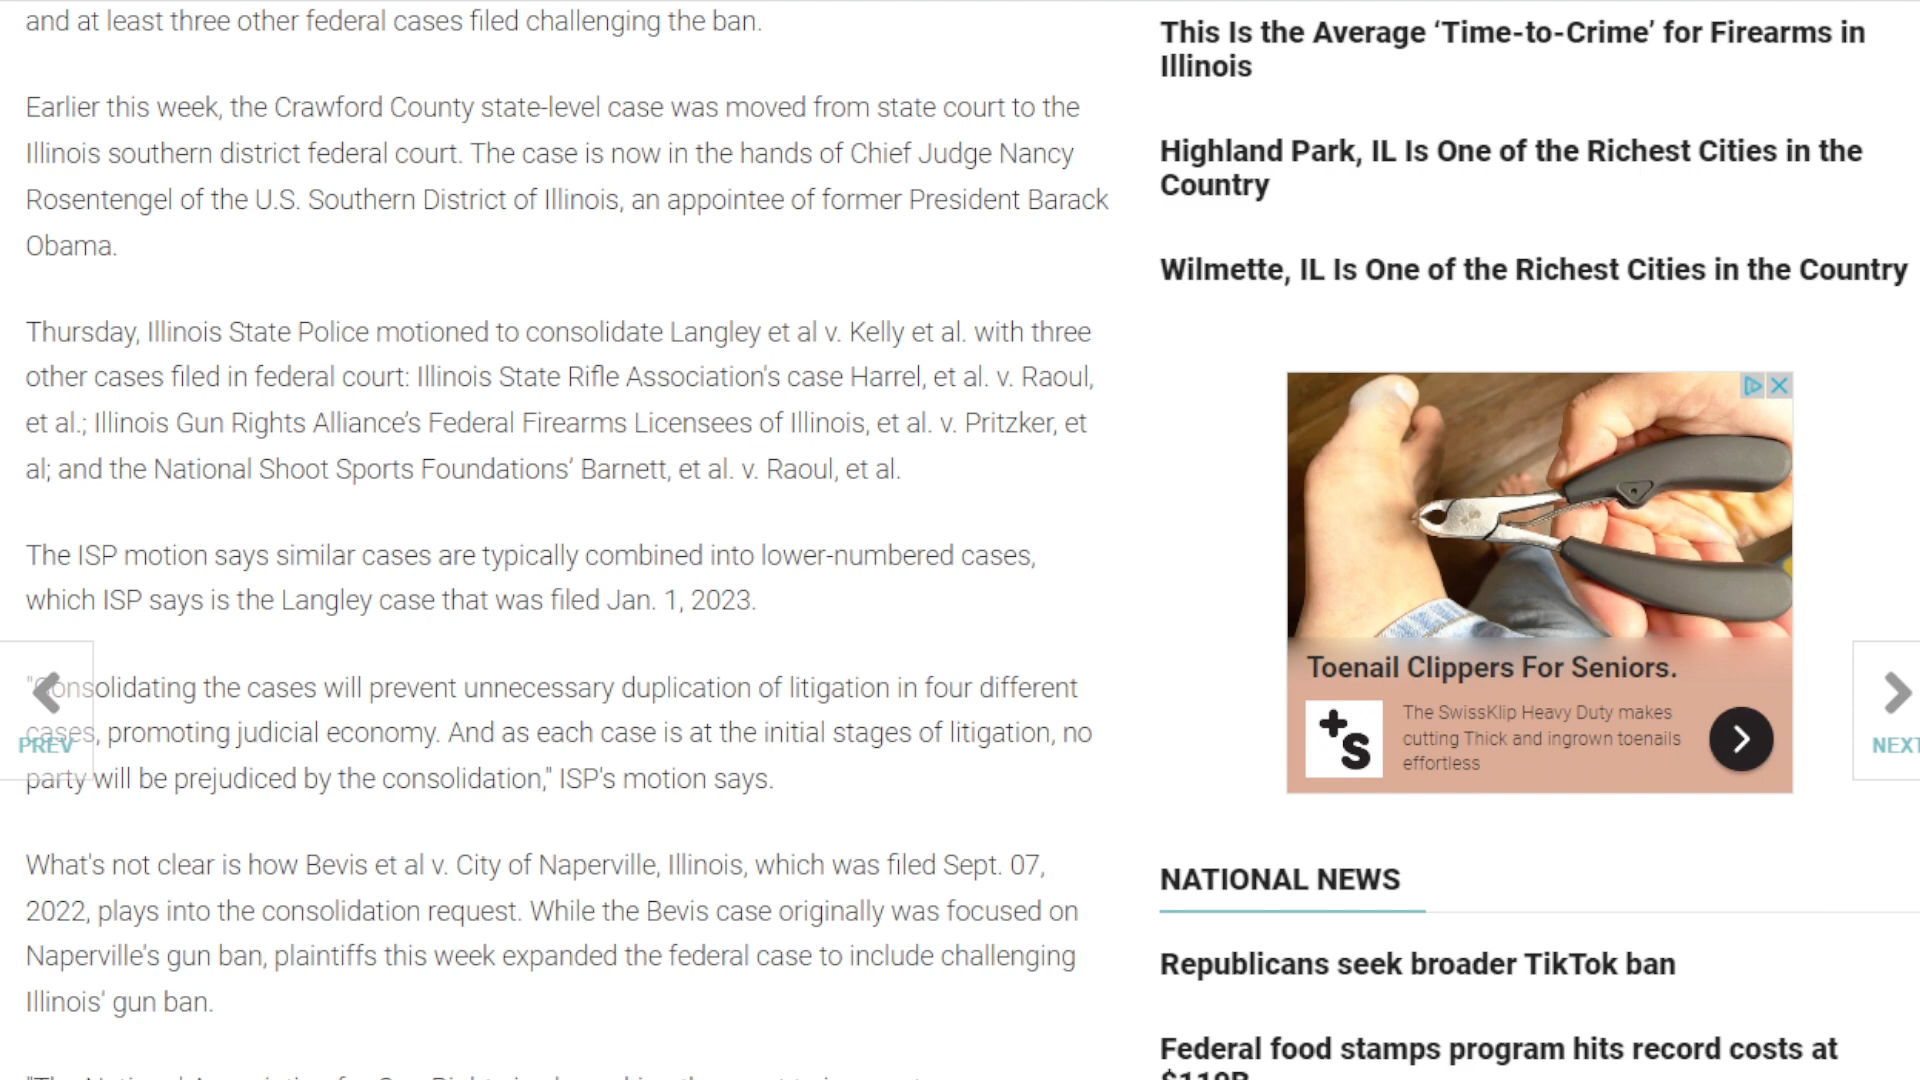 and at least three other federal cases filed challenging the ban.
Earlier this week, the Crawford County state-level case was moved from state court to the
Illinois southern district federal court. The case is now in the hands of Chief Judge Nancy
Rosentengel of the U.S. Southern District of Illinois, an appointee of former President Barack
Obama.
Thursday, Illinois State Police motioned to consolidate Langley et al v. Kelly et al. with three
other cases filed in federal court: Illinois State Rifle Association's case Harrel, et al. v. Raoul,
et al.; Illinois Gun Rights Alliance's Federal Firearms Licensees of Illinois, et al. v. Pritzker, et
al; and the National Shoot Sports Foundations' Barnett, et al. v. Raoul, et al.
The ISP motion says similar cases are typically combined into lower-numbered cases,
which ISP says is the Langley case that was filed Jan. 1, 2023.
"Consolidating the cases will prevent unnecessary duplication of litigation in four different
cases, promoting judicial economy. And as each case is at the initial stages of litigation, no
party will be prejudiced by the consolidation," ISP's motion says.
What's not clear is how Bevis et al v. City of Naperville, Illinois, which was filed Sept. 07,
2022, plays into the consolidation request. While the Bevis case originally was focused on
Naperville's gun ban, plaintiffs this week expanded the federal case to include challenging
Illinois' gun ban.
PREV
This Is the Average ‘Time-to-Crime’ for Firearms in
Illinois
Highland Park, IL Is One of the Richest Cities in the
Country
Wilmette, IL Is One of the Richest Cities in the Country
Toenail Clippers For Seniors.
+s
The SwissKlip Heavy Duty makes
cutting Thick and ingrown toenails
effortless
NEXT
NATIONAL NEWS
Republicans seek broader TikTok ban
Federal food stamps program hits record costs at